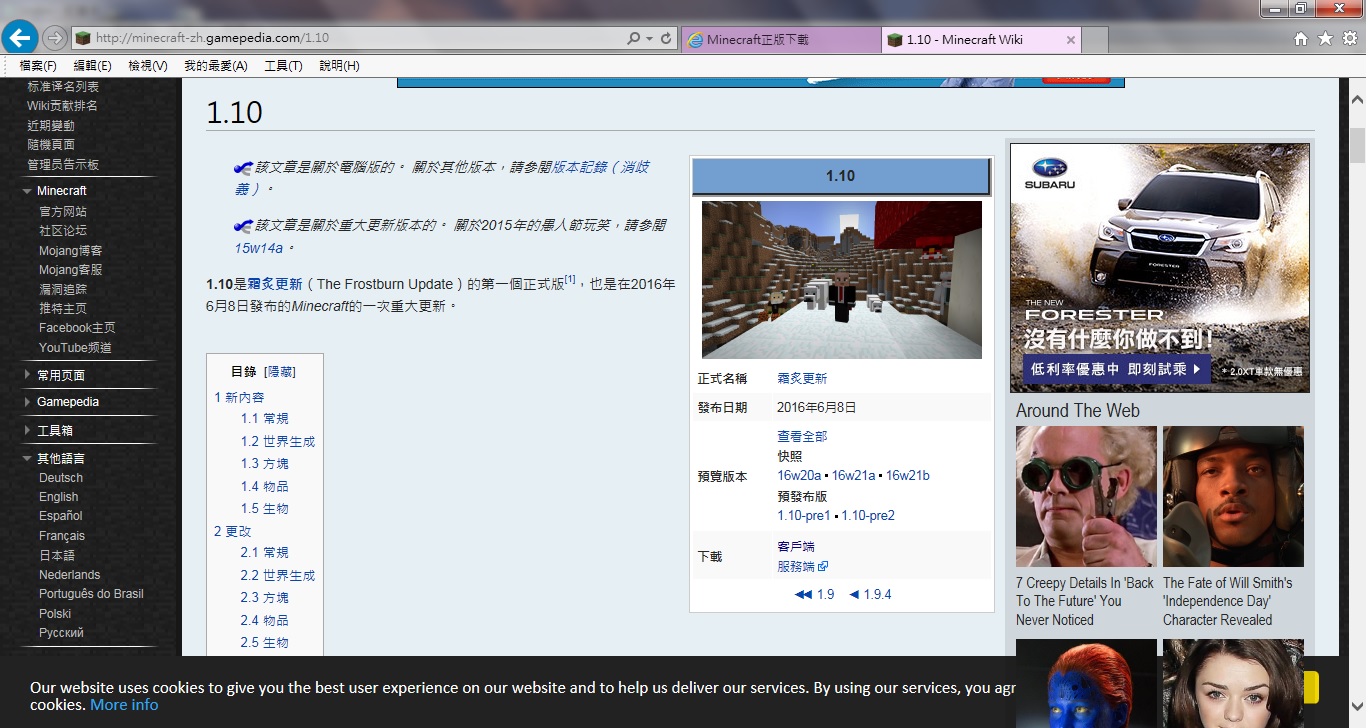 http://minecraft-zh.gamepedia.com/1.10
Minecraft正版下載
1.10 - Minecraft Wiki
檔案(F) 編輯(E) 檢視(V) 我的最愛(A) 工具(T) 說明(H)
标准译名列表
Wiki贡献排名
近期變動
隨機頁面
管理员告示板
Minecraft
官方网站
社区论坛
Mojang博客
Mojang客服
漏洞追踪
推特主页
Facebook主页
YouTube频道
常用页面
Gamepedia
工具箱
其他語言
Deutsch
English
Español
Français
日本語
Nederlands
Português do Brasil
Polski
Русский
1.10
該文章是關於電腦版的。 關於其他版本，請參閱版本記錄（消歧
義）。
該文章是關於重大更新版本的。 關於2015年的愚人節玩笑，請參閱
15w14a。
1.10是霜炙更新（The Frostburn Update）的第一個正式版[1]，也是在2016年
6月8日發布的Minecraft的一次重大更新。
目錄 [隱藏]
1 新內容
1.1 常規
1.2 世界生成
1.3 方塊
1.4 物品
1.5 生物
2 更改
2.1 常規
2.2 世界生成
2.3 方塊
2.4 物品
2.5 生物
1.10
正式名稱 霜炙更新
發布日期 2016年6月8日
預覽版本
查看全部
快照
16w20a ▪ 16w21a ▪ 16w21b
預發布版
1.10-pre1 ▪ 1.10-pre2
下載
客戶端
服務端
◀◀ 1.9 ◀ 1.9.4
SUBARU
FORESTER
THE NEW
FORESTER
沒有什麼你做不到!
低利率優惠中 即刻試乘
* 2.0XT車款無優惠
Around The Web
7 Creepy Details In 'Back
To The Future' You
Never Noticed
The Fate of Will Smith's
'Independence Day'
Character Revealed
Our website uses cookies to give you the best user experience on our website and to help us deliver our services. By using our services, you agr
cookies. More info